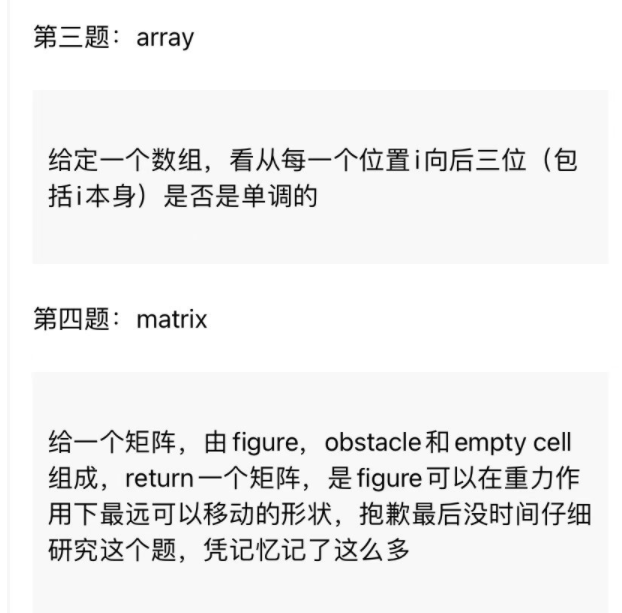 第三题：array
给定一个数组，看从每一个位置i向后三位（包
括i本身）是否是单调的
第四题：matrix
给一个矩阵，由figure，obstacle和empty cell
组成，return一个矩阵，是figure可以在重力作
用下最远可以移动的形状，抱歉最后没时间仔细
研究这个题，凭记忆记了这么多